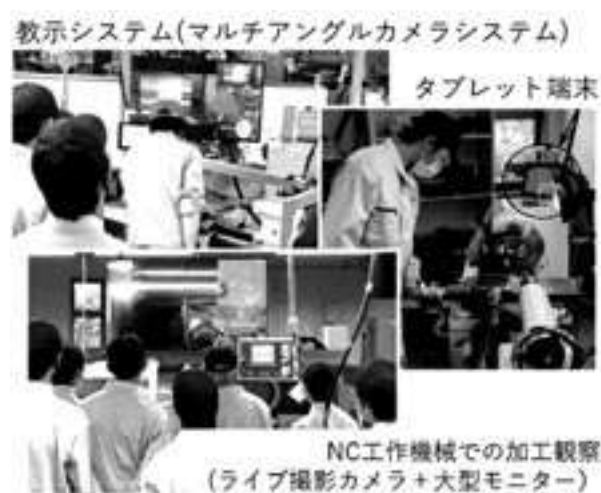 教示システム(マルチアングルカメラシステム)
タブレット端末
NC工作機械での加工観察
(ライブ撮影カメラ+大型モニター)